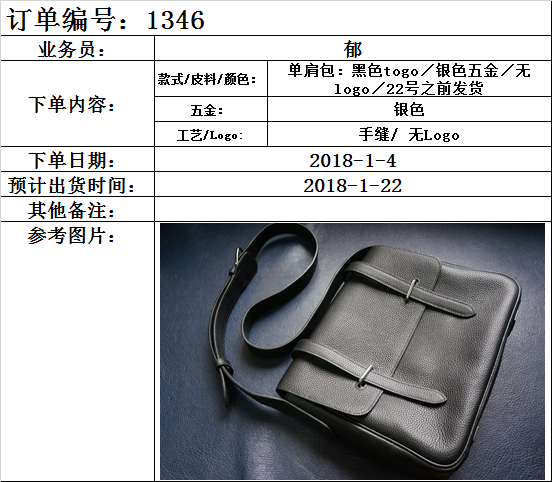 订单编号：1346
业务员：
郁
下单内容：
款式/皮料/颜色：
单肩包：黑色togo／银色五金／无
logo／22号之前发货
五金：
银色
工艺/Logo:
手缝/ 无Logo
下单日期：
2018-1-4
预计出货时间：
2018-1-22
其他备注：
参考图片：